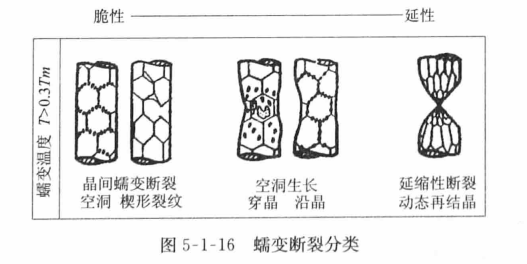 脆性 延性
蠕变温度 T>0.3Tm
晶间蠕变断裂
空洞 楔形裂纹
空洞生长
穿晶 沿晶
延缩性断裂
动态再结晶
图 5-1-16 蠕变断裂分类